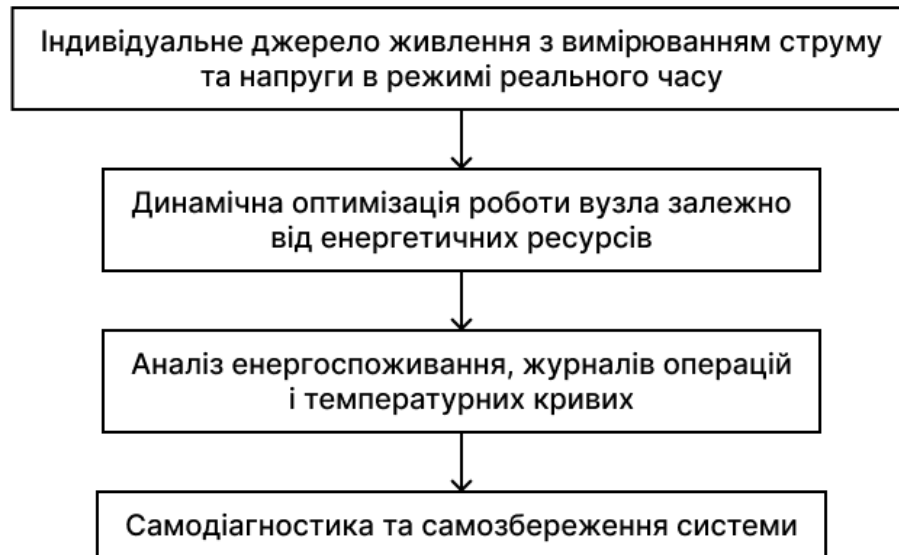 Індивідуальне джерело живлення з вимірюванням струму
та напруги в режимі реального часу
Динамічна оптимізація роботи вузла залежно
від енергетичних ресурсів
Аналіз енергоспоживання, журналів операцій
і температурних кривих
Самодіагностика та самозбереження системи